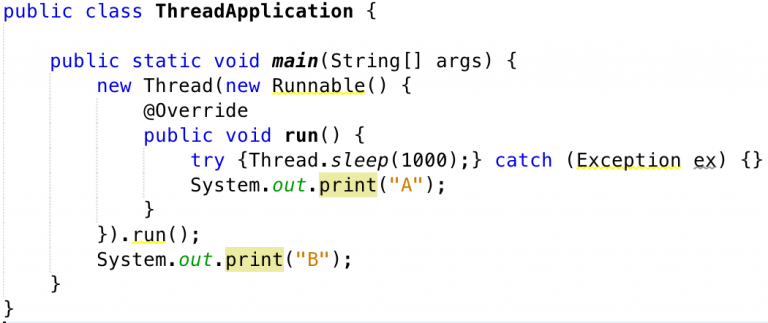 public class ThreadApplication {
public static void main(String[] args) {
new Thread(new Runnable() {
@Override
public void run() {
try {Thread.sleep(1000);} catch (Exception ex) {}
System.out.print("A");
}
}).run();
System.out.print("B");
}
}